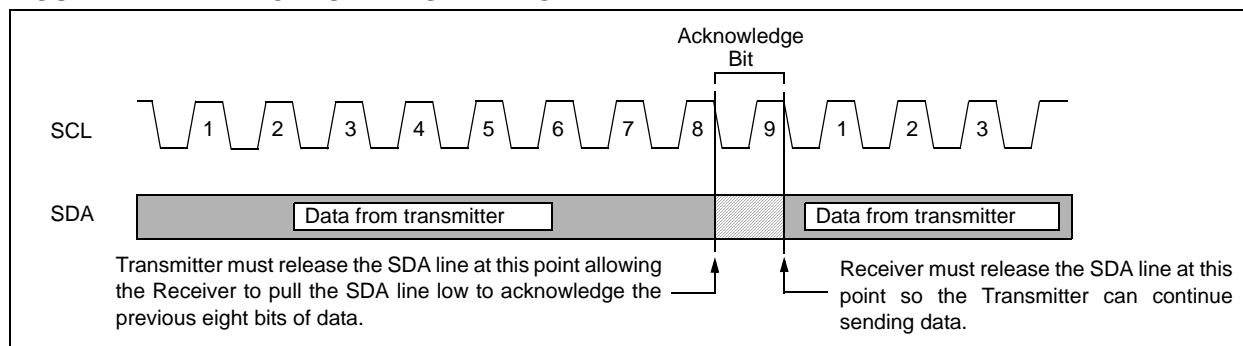 Acknowledge
Bit
SCL
1 2 3 4 5 6 7 8 9 1 2 3
SDA
Data from transmitter
Data from transmitter
Transmitter must release the SDA line at this point allowing
the Receiver to pull the SDA line low to acknowledge the
previous eight bits of data.
Receiver must release the SDA line at this
point so the Transmitter can continue
sending data.